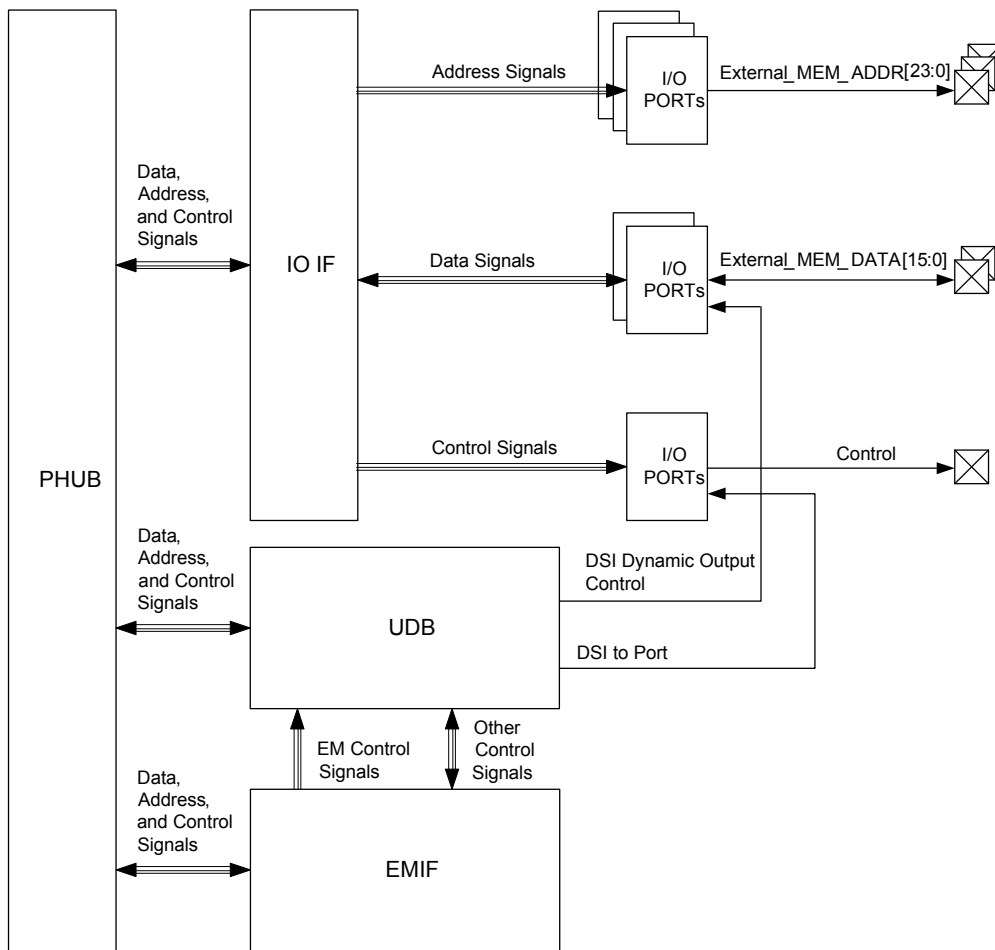 Address Signals
I/O
PORTs
External_MEM_ADDR[23:0]
Data,
Address,
and Control
Signals
IO IF
Data Signals
I/O
PORTs
External_MEM_DATA[15:0]
Control Signals
I/O
PORTs
Control
PHUB
Data,
Address,
and Control
Signals
DSI Dynamic Output
Control
UDB
DSI to Port
EM Control
Signals
Other
Control
Signals
Data,
Address,
and Control
Signals
EMIF